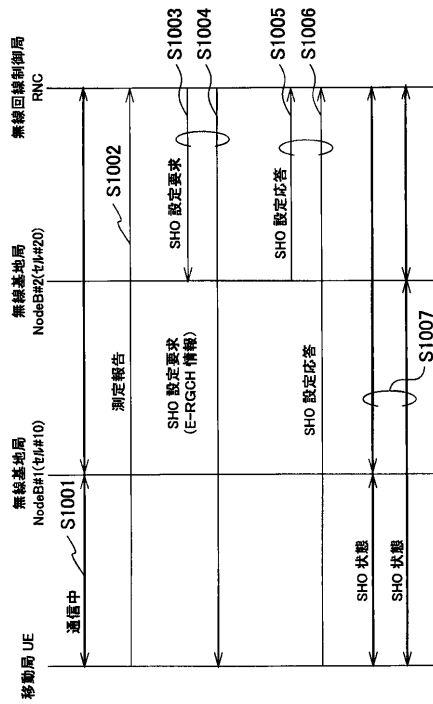 移動局 UE
無線基地局
NodeB#1(セル#10)
無線基地局
NodeB#2(セル#20)
無線回線制御局
RNC
通信中
S1001
測定報告
S1002
SHO 設定要求
S1003
SHO 設定要求
(E-RGCH 情報)
S1004
SHO 設定応答
S1005
SHO 設定応答
S1006
SHO 状態
SHO 状態
S1007